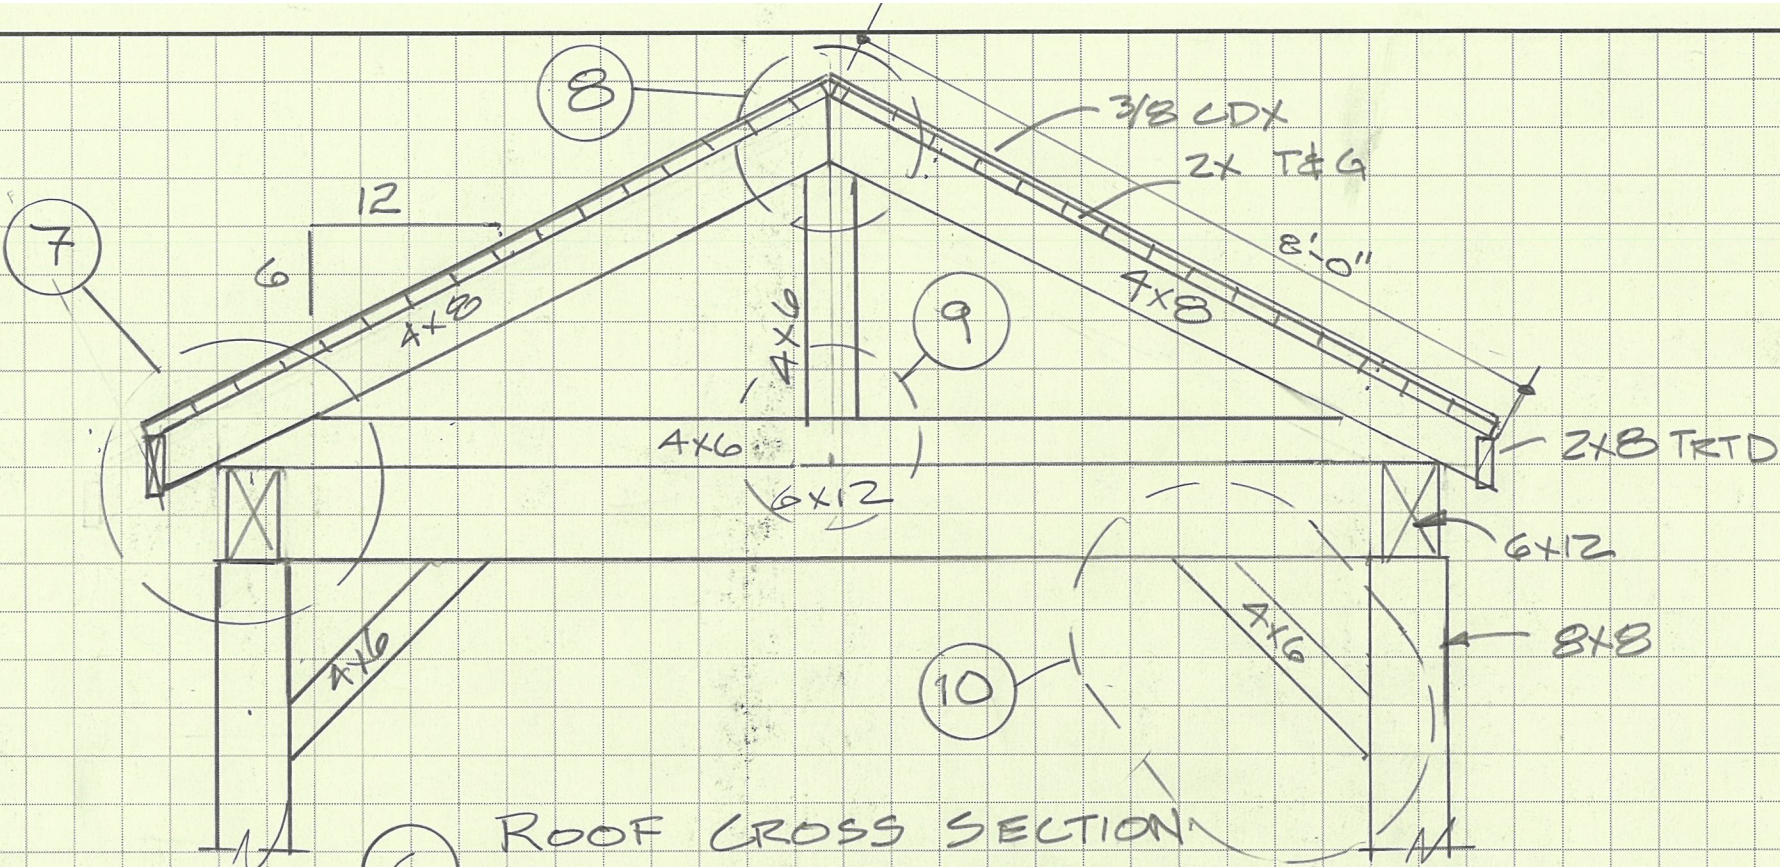 8
3/8 CDX
2X T&G
12
7
6
8'-0"
4X8
4X8
4X6
9
4X6
2X8 TRTD
6X12
6X12
4X6
4X6
8X8
10
ROOF CROSS SECTION